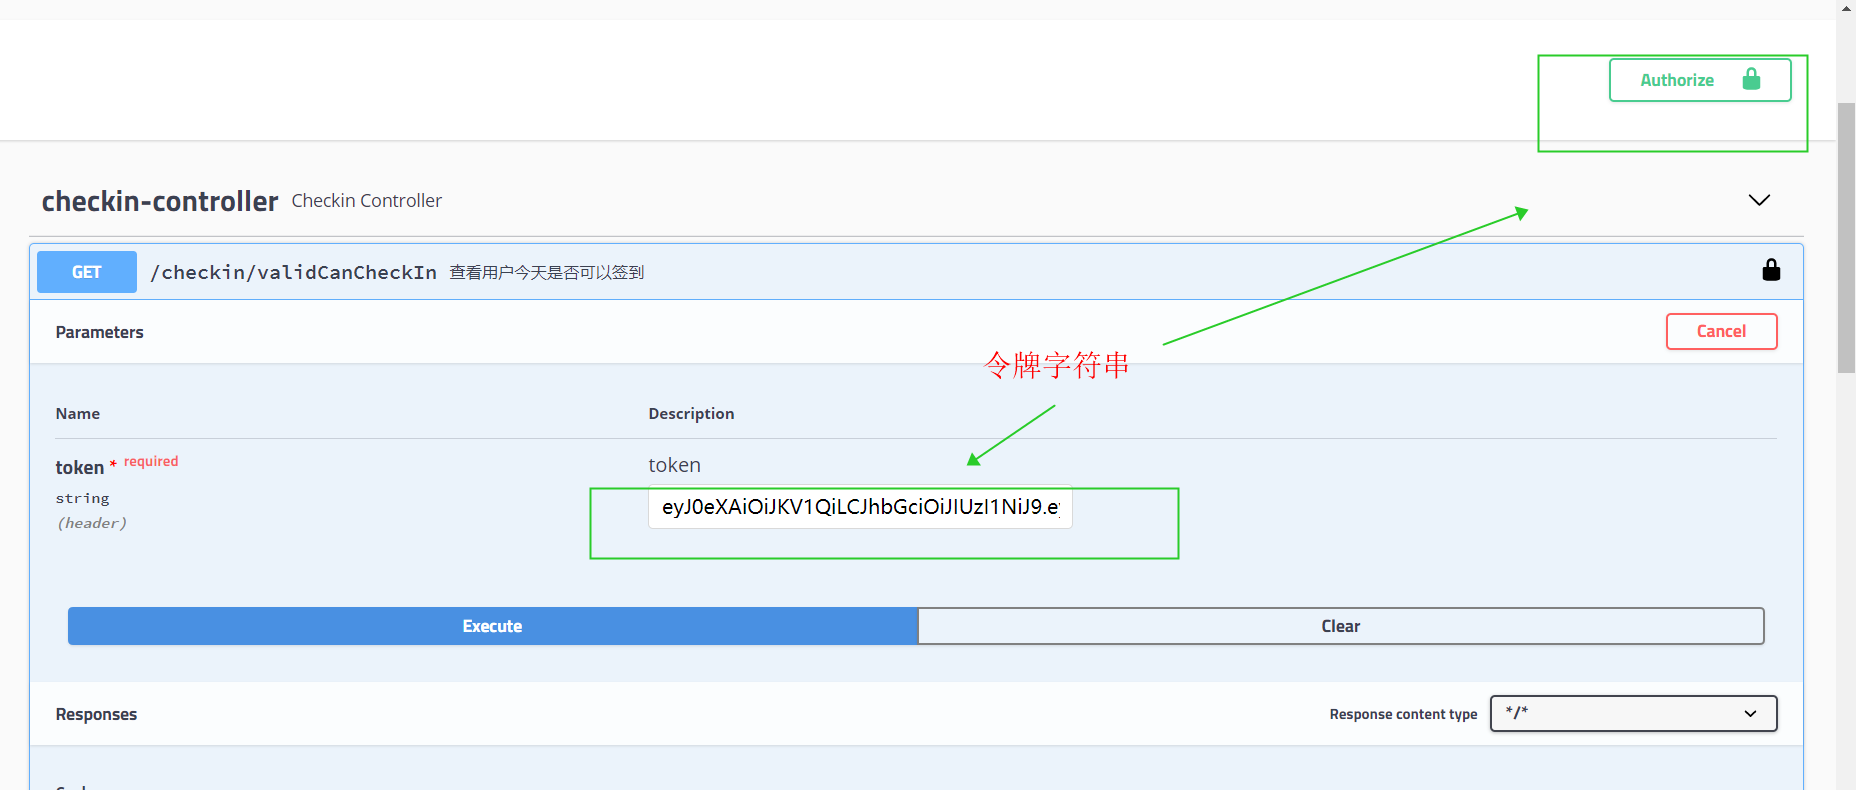 Authorize
checkin-controller Checkin Controller
GET /checkin/validCanCheckIn 查看用户今天是否可以签到
Parameters Cancel
令牌字符串
Name Description
token * required token
string eyJ0eXAiOiJKV1QiLCJhbGciOiJIUzI1NiJ9.ey
(header)
Execute Clear
Responses Response content type */*